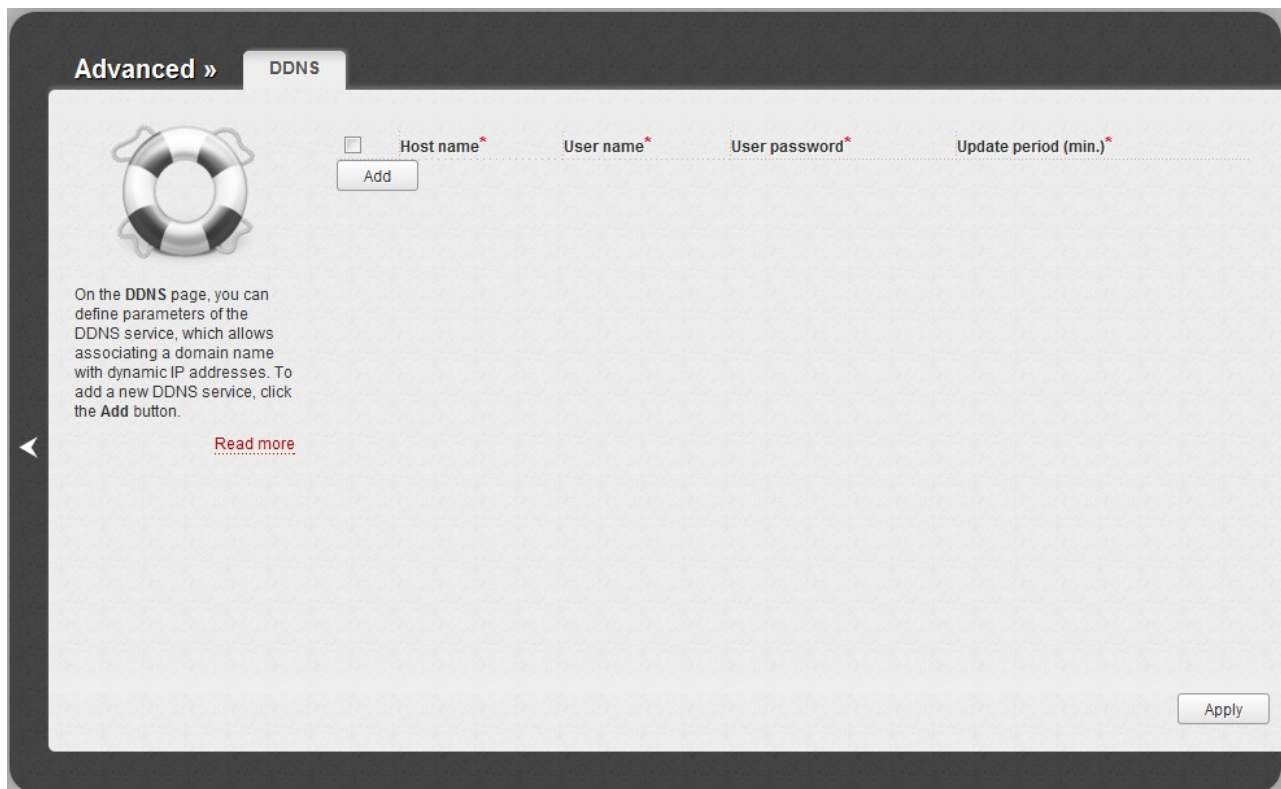 Advanced »
DDNS
Host name*
User name*
User password*
Update period (min.)*
Add
On the DDNS page, you can
define parameters of the
DDNS service, which allows
associating a domain name
with dynamic IP addresses. To
add a new DDNS service, click
the Add button.
Read more
Apply